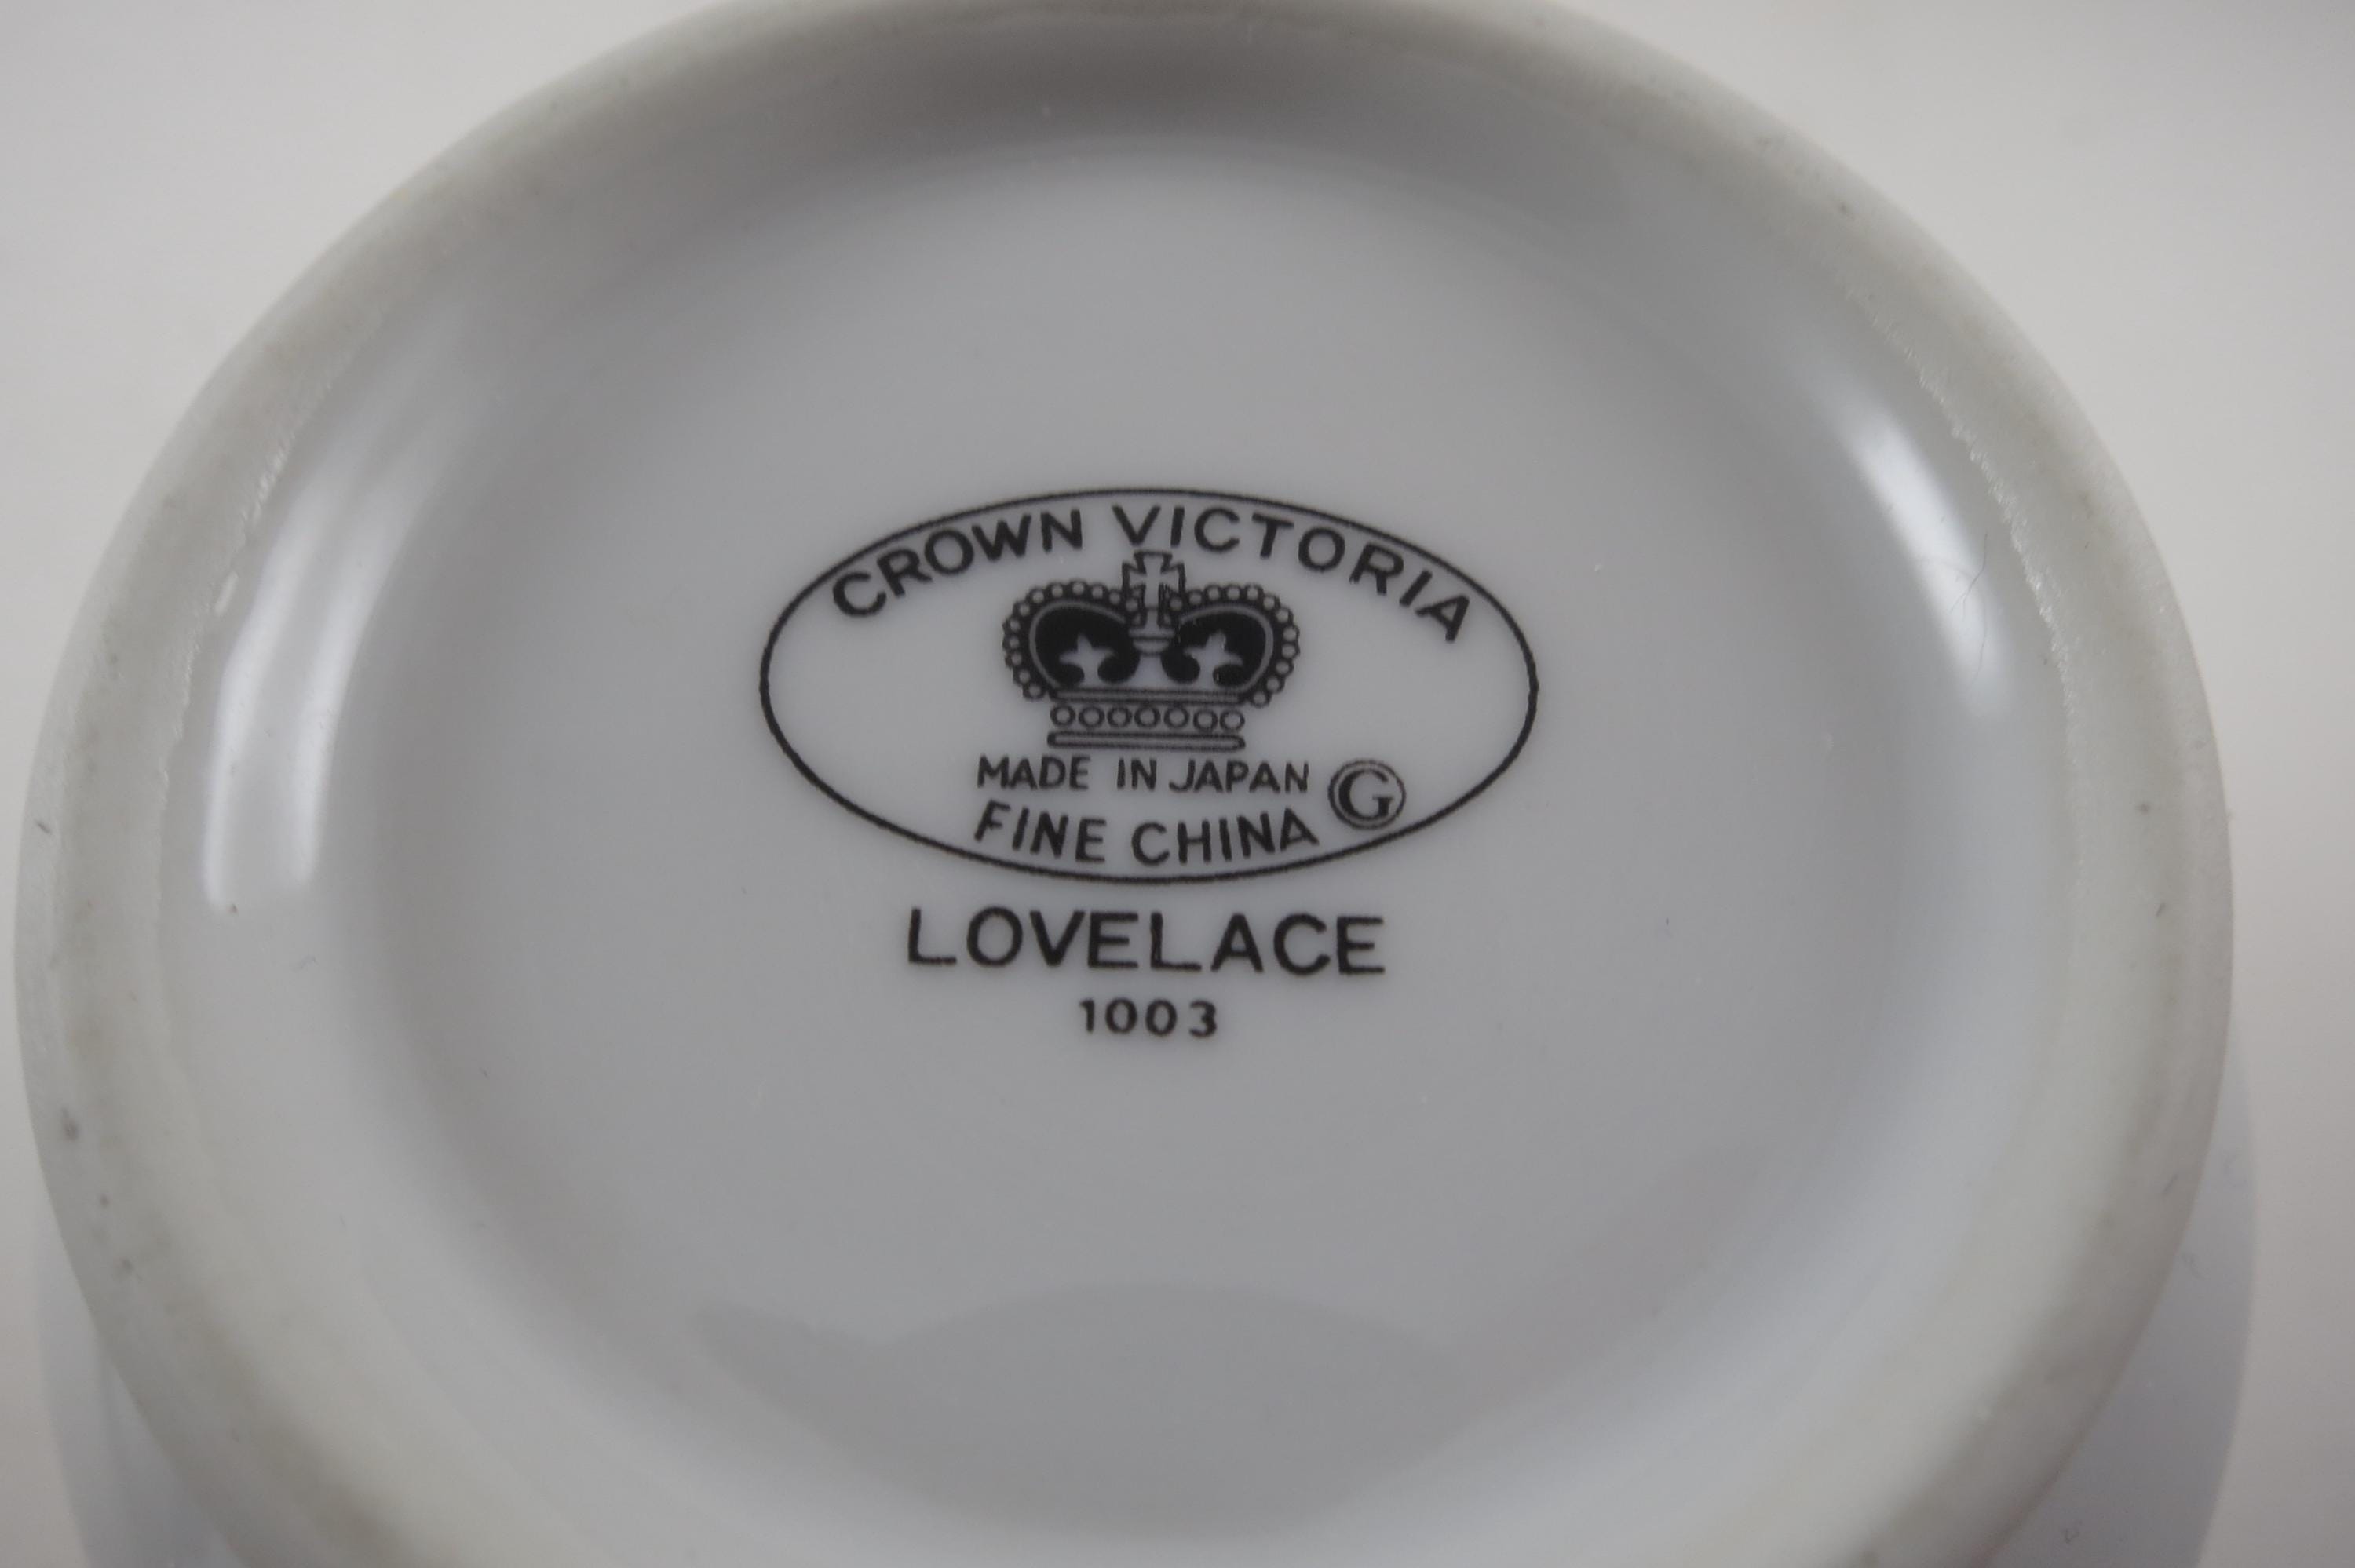 CROWN VICTORIA
MADE IN JAPAN G
FINE CHINA
LOVELACE
1003